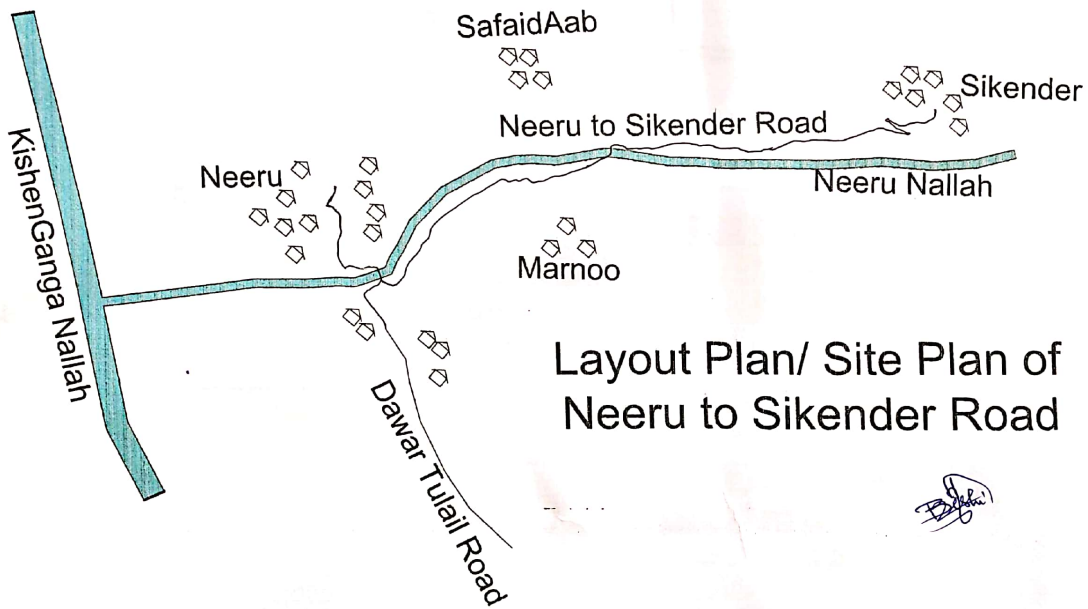 SafaidAab
Sikender
Neeru to Sikender Road
Neeru
Neeru Nallah
KishenGanga Nallah
Marnoo
Layout Plan/ Site Plan of
Neeru to Sikender Road
Dawar Tulail Road